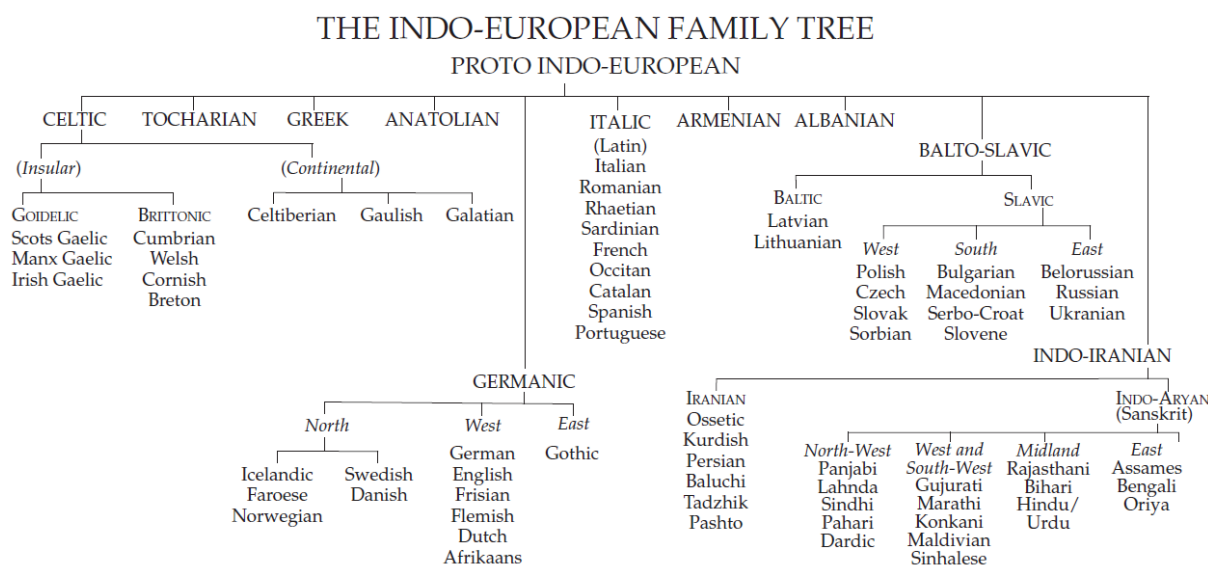 THE INDO-EUROPEAN FAMILY TREE
PROTO INDO-EUROPEAN
CELTIC
TOCHARIAN
GREEK
ANATOLIAN
ITALIC
(Latin)
Italian
Romanian
Rhaetian
Sardinian
French
Occitan
Catalan
Spanish
Portuguese
ARMENIAN
ALBANIAN
BALTO-SLAVIC
(Insular)
(Continental)
GOIDELIC
Scots Gaelic
Manx Gaelic
Irish Gaelic
BRITTONIC
Cumbrian
Welsh
Cornish
Breton
Celtiberian
Gaulish
Galatian
BALTIC
Latvian
Lithuanian
SLAVIC
West
Polish
Czech
Slovak
Sorbian
South
Bulgarian
Macedonian
Serbo-Croat
Slovene
East
Belorussian
Russian
Ukranian
GERMANIC
North
Icelandic
Faroese
Norwegian
Swedish
Danish
West
German
English
Frisian
Flemish
Dutch
Afrikaans
East
Gothic
INDO-IRANIAN
IRANIAN
Ossetic
Kurdish
Persian
Baluchi
Tadzhik
Pashto
INDO-ARYAN
(Sanskrit)
North-West
Panjabi
Lahnda
Sindhi
Pahari
Dardic
West and
South-West
Gujurati
Marathi
Konkani
Maldivian
Sinhalese
Midland
Rajasthani
Bihari
Hindu/
Urdu
East
Assames
Bengali
Oriya